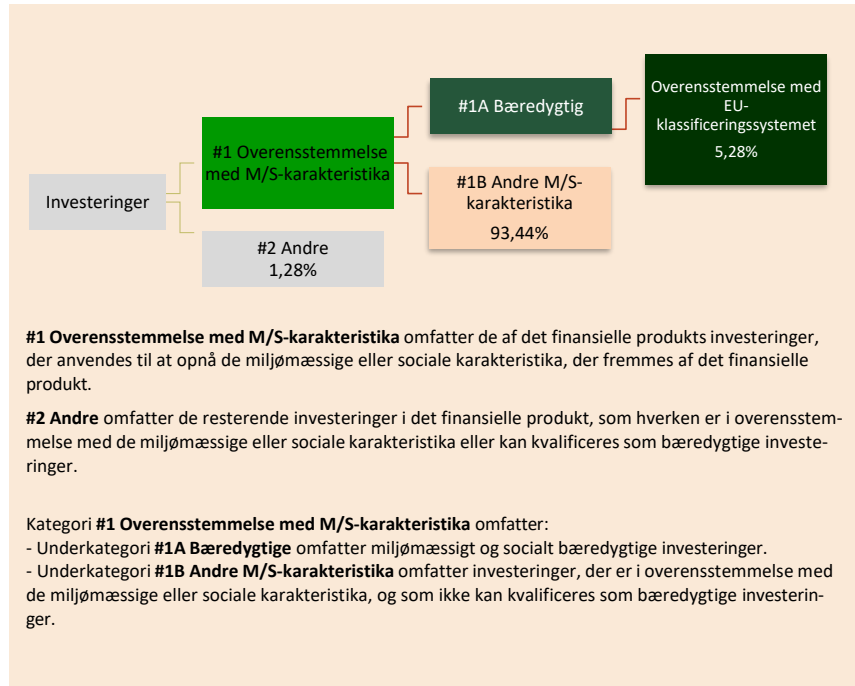 Investeringer
#1 Overensstemmelse
med M/S-karakteristika
#2 Andre
1,28%
#1A Bæredygtig
#1B Andre M/S-
karakteristika
93,44%
Overensstemmelse med
EU-
klassificeringssystemet
5,28%
#1 Overensstemmelse med M/S-karakteristika omfatter de af det finansielle produkts investeringer,
der anvendes til at opnå de miljømæssige eller sociale karakteristika, der fremmes af det finansielle
produkt.
#2 Andre omfatter de resterende investeringer i det finansielle produkt, som hverken er i overensstem-
melse med de miljømæssige eller sociale karakteristika eller kan kvalificeres som bæredygtige investe-
ringer.
Kategori #1 Overensstemmelse med M/S-karakteristika omfatter:
- Underkategori #1A Bæredygtige omfatter miljømæssigt og socialt bæredygtige investeringer.
- Underkategori #1B Andre M/S-karakteristika omfatter investeringer, der er i overensstemmelse med
de miljømæssige eller sociale karakteristika, og som ikke kan kvalificeres som bæredygtige investerin-
ger.